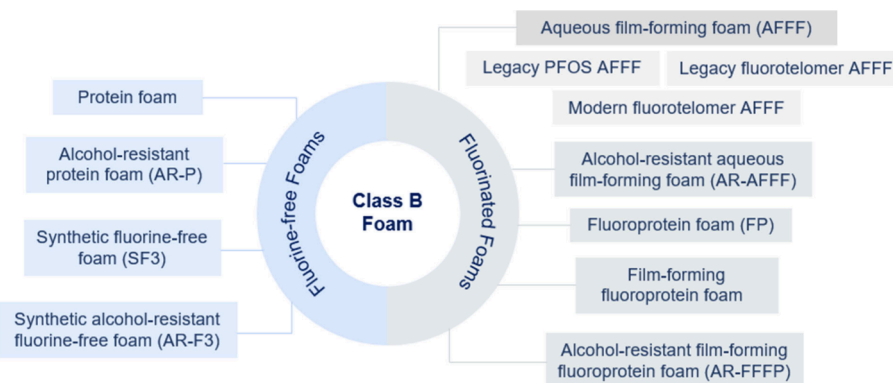 Aqueous film-forming foam (AFFF)
Legacy PFOS AFFF
Legacy fluorotelomer AFFF
Modern fluorotelomer AFFF
Protein foam
Alcohol-resistant
protein foam (AR-P)
Synthetic fluorine-free
foam (SF3)
Synthetic alcohol-resistant
fluorine-free foam (AR-F3)
Fluorine-free Foams
Class B
Foam
Fluorinated Foams
Alcohol-resistant aqueous
film-forming foam (AR-AFFF)
Fluoroprotein foam (FP)
Film-forming
fluoroprotein foam
Alcohol-resistant film-forming
fluoroprotein foam (AR-FFFP)